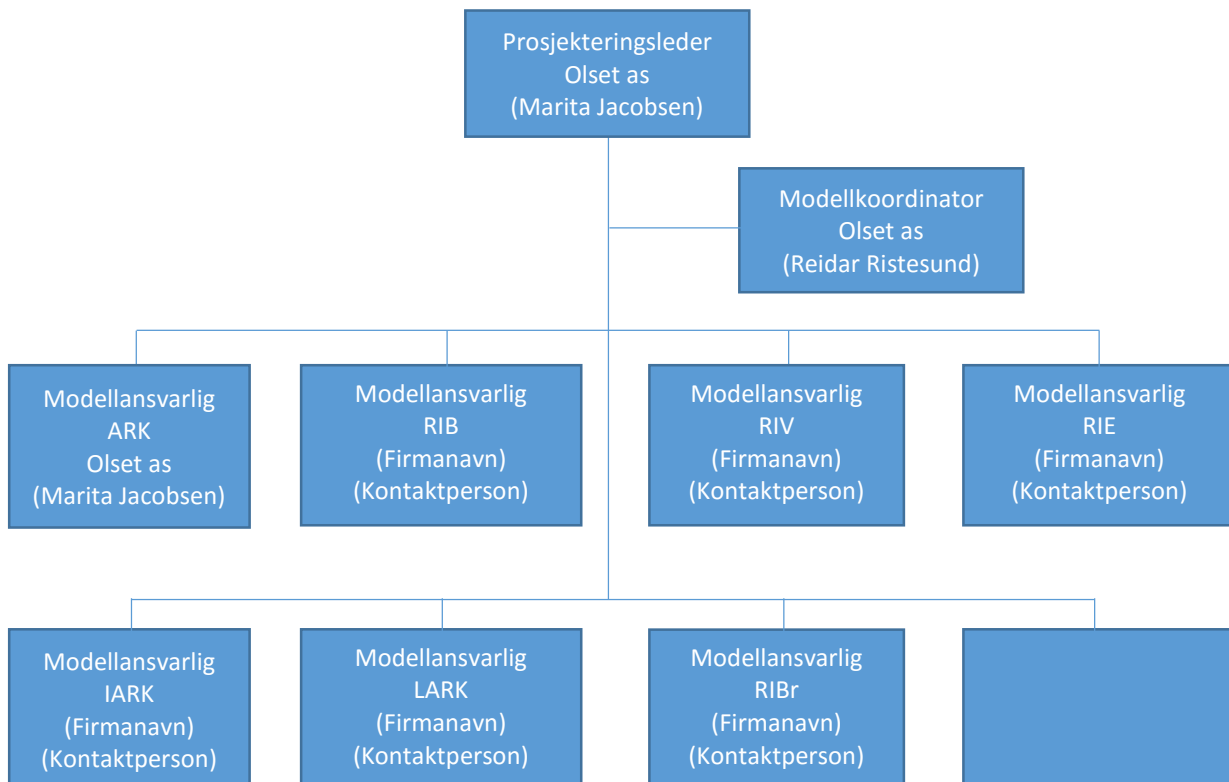 Prosjekteringsleder
Olset as
(Marita Jacobsen)
Modellkoordinator
Olset as
(Reidar Ristesund)
Modellansvarlig
ARK
Olset as
(Marita Jacobsen)
Modellansvarlig
RIB
(Firmanavn)
(Kontaktperson)
Modellansvarlig
RIV
(Firmanavn)
(Kontaktperson)
Modellansvarlig
RIE
(Firmanavn)
(Kontaktperson)
Modellansvarlig
IARK
(Firmanavn)
(Kontaktperson)
Modellansvarlig
LARK
(Firmanavn)
(Kontaktperson)
Modellansvarlig
RIBr
(Firmanavn)
(Kontaktperson)